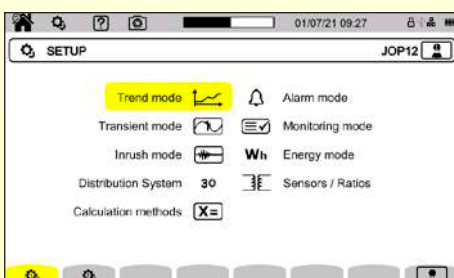 01/07/21 09:27
SETUP JOP12
Trend mode Alarm mode
Transient mode Monitoring mode
Inrush mode Wh Energy mode
Distribution System 3Φ Sensors / Ratios
Calculation methods X=